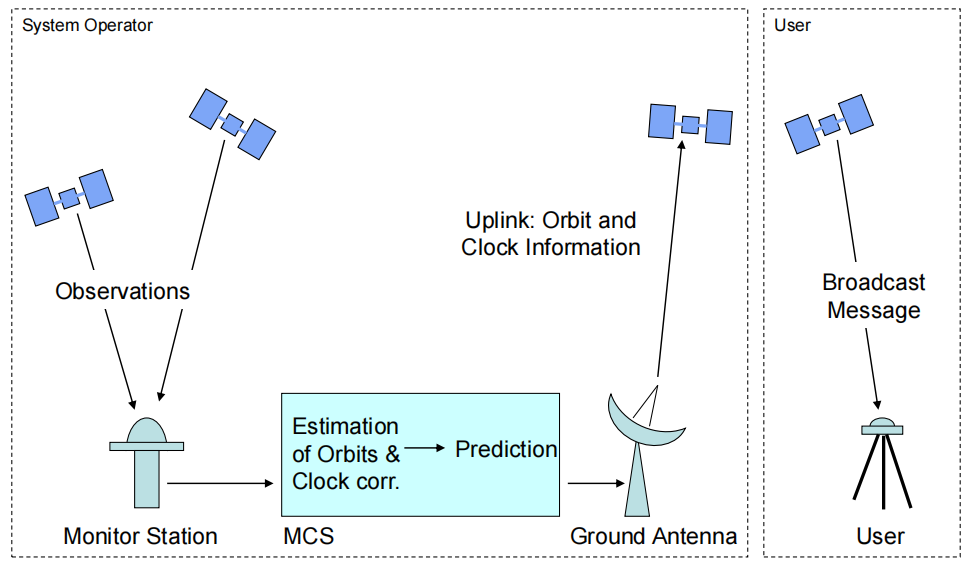 System Operator
User
Uplink: Orbit and
Clock Information
Observations
Broadcast
Message
Estimation
of Orbits &
Clock corr.
Prediction
Monitor Station
MCS
Ground Antenna
User